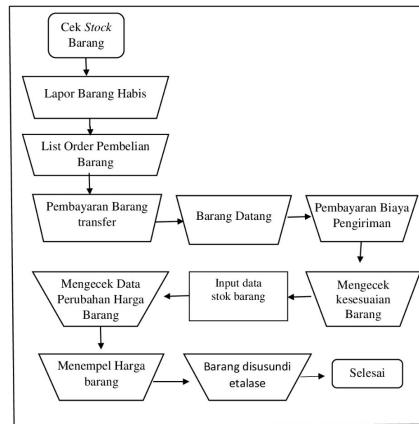 Cek Stock
Barang
Lapor Barang Habis
List Order Pembelian
Barang
Pembayaran Barang
transfer
Barang Datang
Pembayaran Biaya
Pengiriman
Mengecek Data
Perubahan Harga
Barang
Input data
stok barang
Mengecek
kesesuaian
Barang
Menempel Harga
barang
Barang disusundi
etalase
Selesai